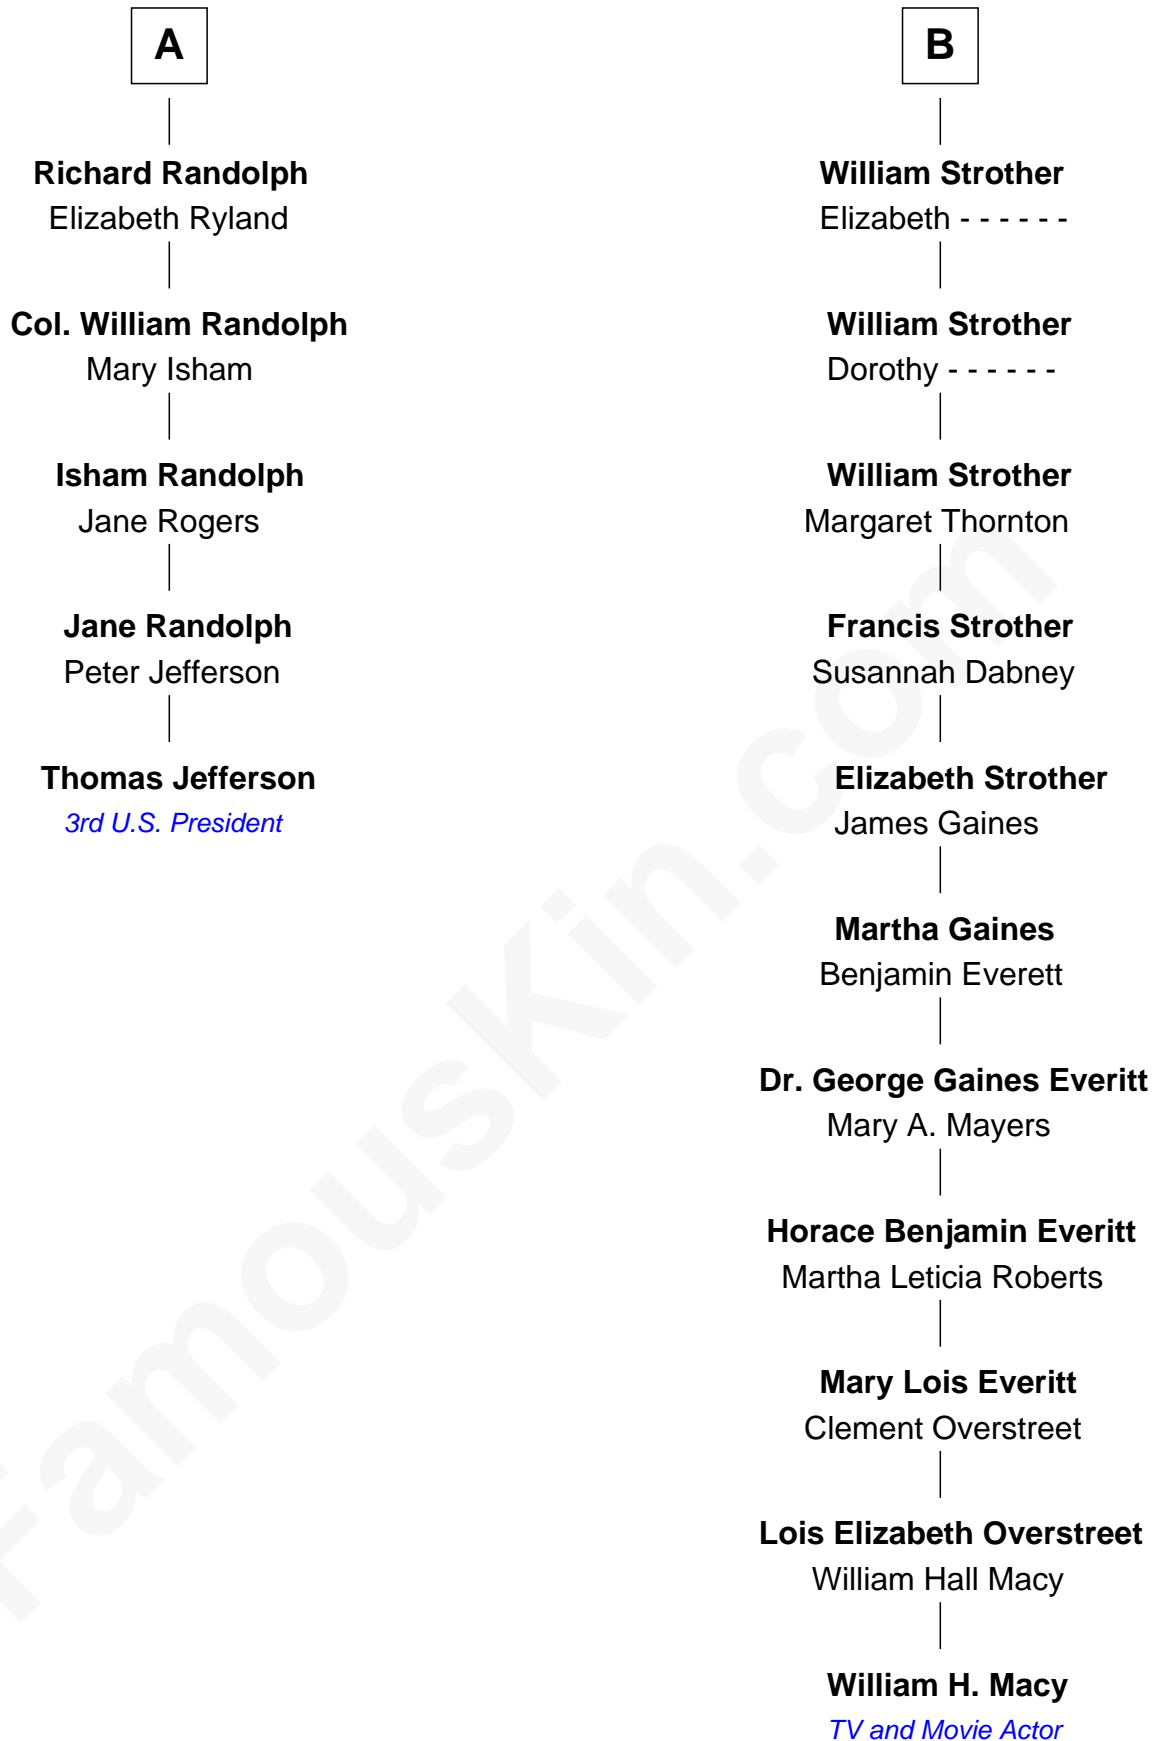 A
Richard Randolph
Elizabeth Ryland
Col. William Randolph
Mary Isham
Isham Randolph
Jane Rogers
Jane Randolph
Peter Jefferson
Thomas Jefferson
3rd U.S. President
B
William Strother
Elizabeth - - - - - -
William Strother
Dorothy - - - - - -
William Strother
Margaret Thornton
Francis Strother
Susannah Dabney
Elizabeth Strother
James Gaines
Martha Gaines
Benjamin Everett
Dr. George Gaines Everitt
Mary A. Mayers
Horace Benjamin Everitt
Martha Leticia Roberts
Mary Lois Everitt
Clement Overstreet
Lois Elizabeth Overstreet
William Hall Macy
William H. Macy
TV and Movie Actor
FamousKin.com